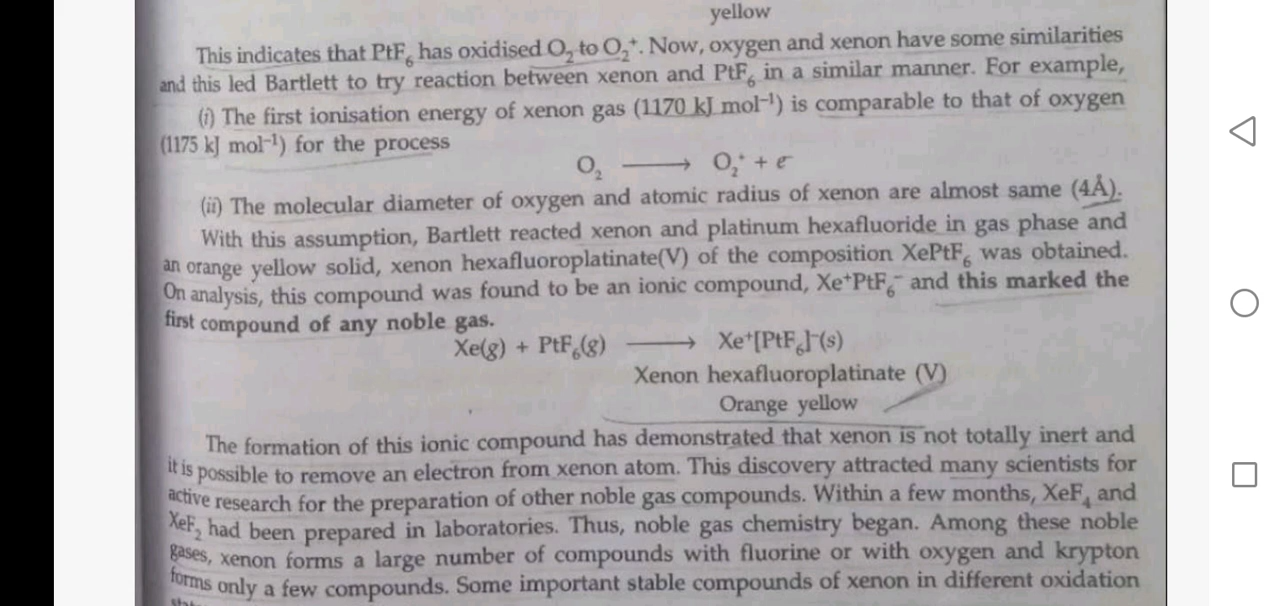 yellow
This indicates that PtF₆ has oxidised O₂ to O₂⁺. Now, oxygen and xenon have some similarities
and this led Bartlett to try reaction between xenon and PtF₆ in a similar manner. For example,
(i) The first ionisation energy of xenon gas (1170 kJ mol⁻¹) is comparable to that of oxygen
(1175 kJ mol⁻¹) for the process
O₂ ⟶ O₂⁺ + e⁻
(ii) The molecular diameter of oxygen and atomic radius of xenon are almost same (4Å).
With this assumption, Bartlett reacted xenon and platinum hexafluoride in gas phase and
an orange yellow solid, xenon hexafluoroplatinate(V) of the composition XePtF₆ was obtained.
On analysis, this compound was found to be an ionic compound, Xe⁺PtF₆⁻ and this marked the
first compound of any noble gas.
Xe(g) + PtF₆(g) ⟶ Xe⁺[PtF₆]⁻(s)
Xenon hexafluoroplatinate (V)
Orange yellow
The formation of this ionic compound has demonstrated that xenon is not totally inert and
it is possible to remove an electron from xenon atom. This discovery attracted many scientists for
active research for the preparation of other noble gas compounds. Within a few months, XeF₄ and
XeF₂ had been prepared in laboratories. Thus, noble gas chemistry began. Among these noble
gases, xenon forms a large number of compounds with fluorine or with oxygen and krypton
forms only a few compounds. Some important stable compounds of xenon in different oxidation